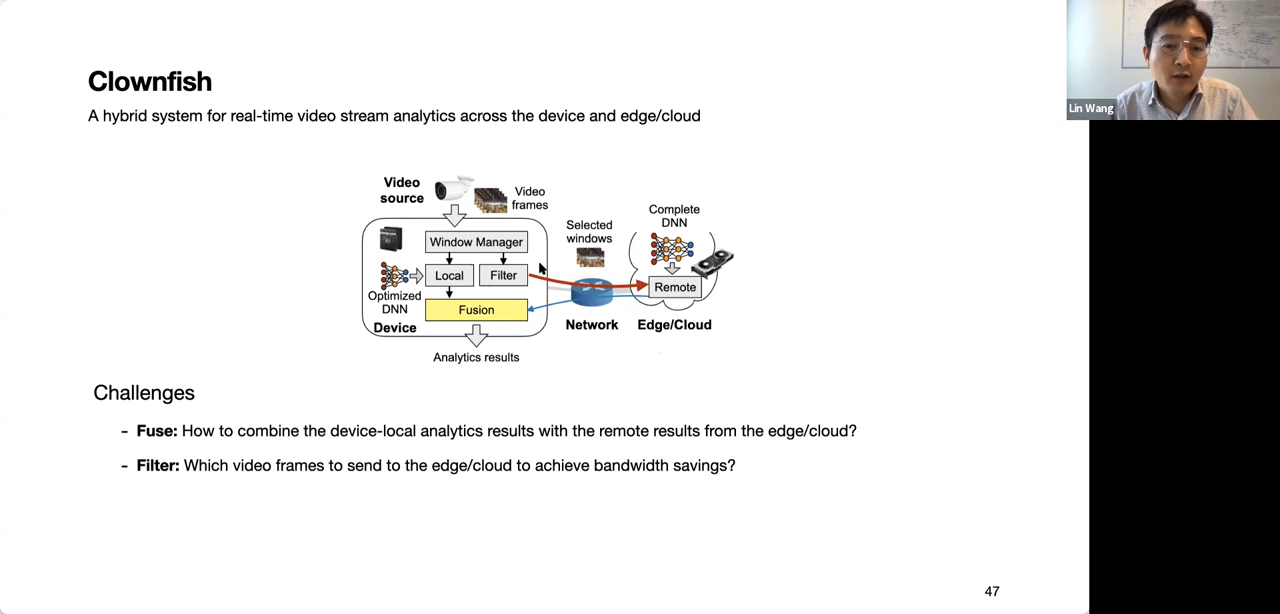 Clownfish
A hybrid system for real-time video stream analytics across the device and edge/cloud
Lin Wang
Video
source
Video
frames
Window Manager
Local
Filter
Optimized
DNN
Fusion
Device
Analytics results
Selected
windows
Network
Complete
DNN
Remote
Edge/Cloud
Challenges
- Fuse: How to combine the device-local analytics results with the remote results from the edge/cloud?
- Filter: Which video frames to send to the edge/cloud to achieve bandwidth savings?
47